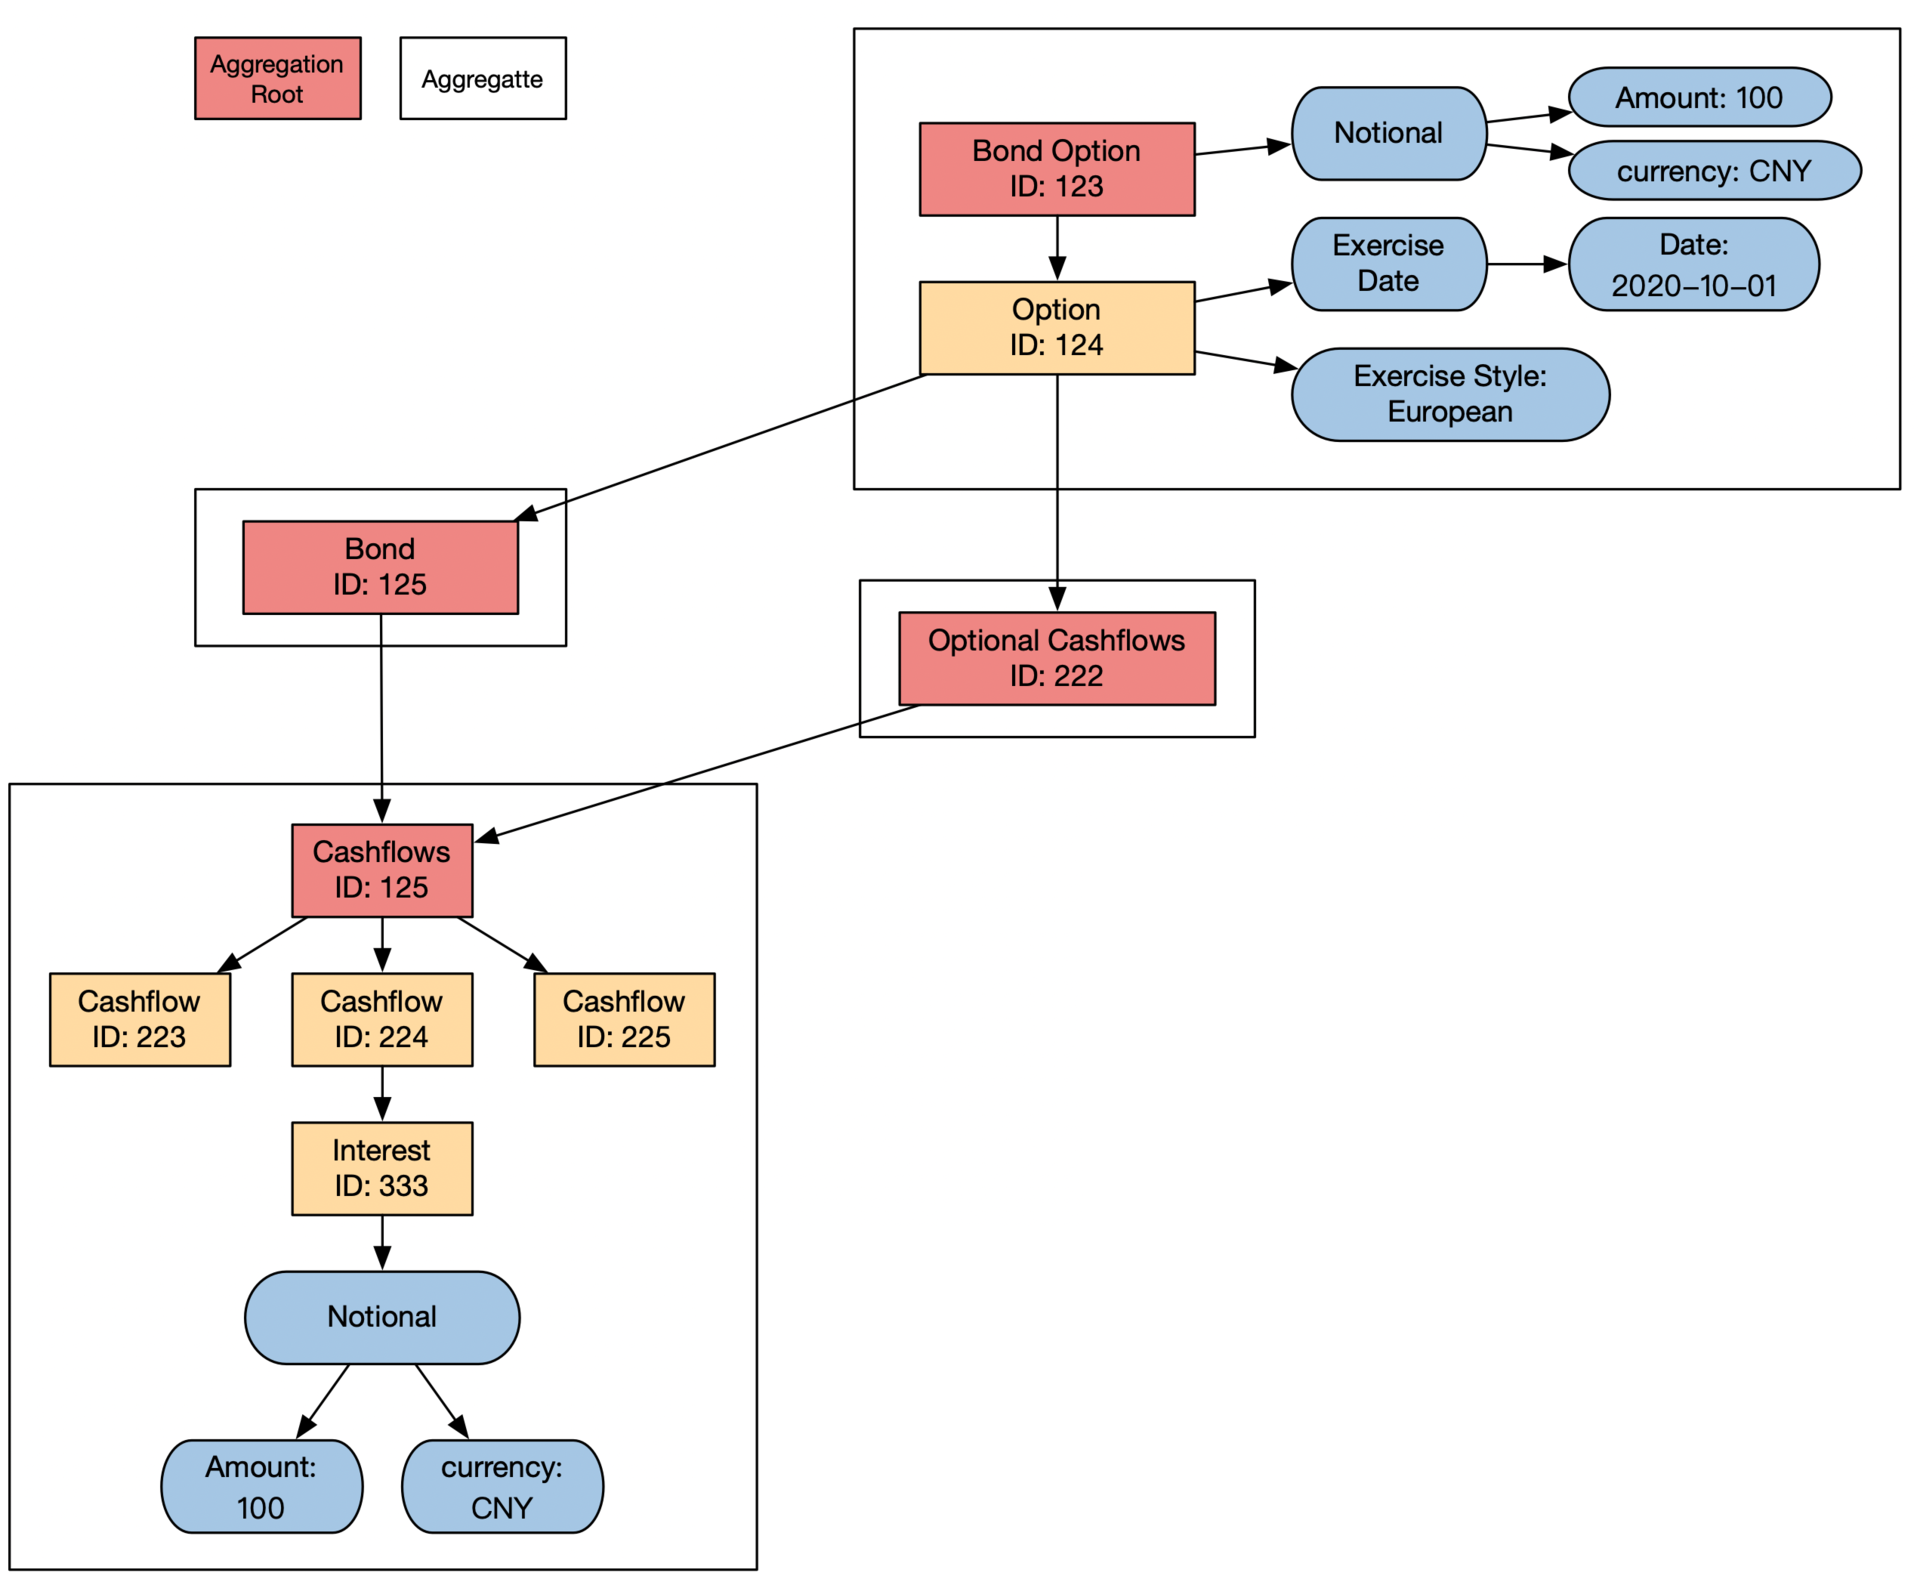 Aggregation
Root
Aggregatte
Bond Option
ID: 123
Notional
Amount: 100
currency: CNY
Option
ID: 124
Exercise
Date
Date:
2020–10–01
Exercise Style:
European
Bond
ID: 125
Optional Cashflows
ID: 222
Cashflows
ID: 125
Cashflow
ID: 223
Cashflow
ID: 224
Cashflow
ID: 225
Interest
ID: 333
Notional
Amount:
100
currency:
CNY